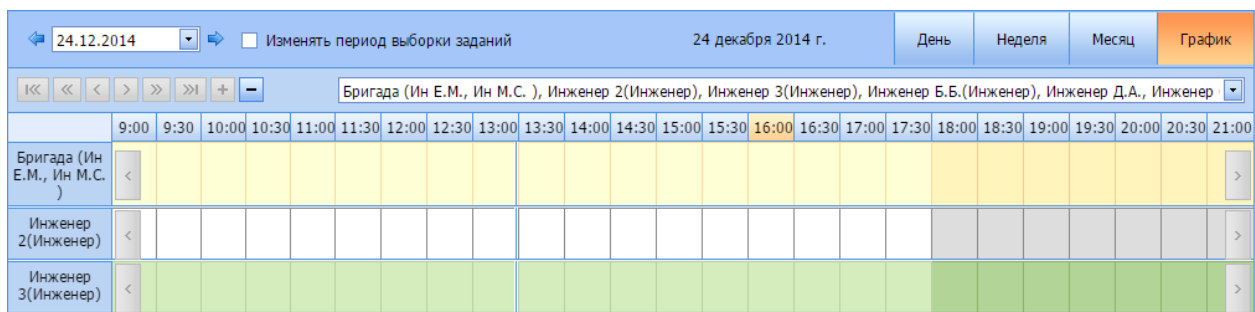 24.12.2014
Изменять период выборки заданий
24 декабря 2014 г.
День
Неделя
Месяц
График
Бригада (Ин Е.М., Ин М.С. ), Инженер 2(Инженер), Инженер 3(Инженер), Инженер Б.Б.(Инженер), Инженер Д.А., Инженер
9:00 9:30 10:00 10:30 11:00 11:30 12:00 12:30 13:00 13:30 14:00 14:30 15:00 15:30 16:00 16:30 17:00 17:30 18:00 18:30 19:00 19:30 20:00 20:30 21:00
Бригада (Ин
Е.М., Ин М.С.
)
Инженер
2(Инженер)
Инженер
3(Инженер)